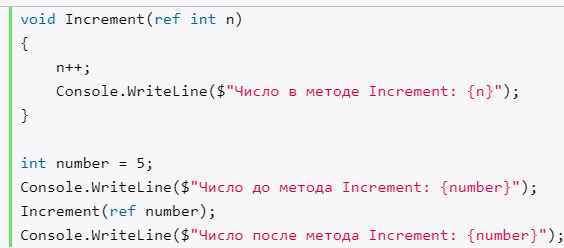 void Increment(ref int n)
{
    n++;
    Console.WriteLine($"Число в методе Increment: {n}");
}

int number = 5;
Console.WriteLine($"Число до метода Increment: {number}");
Increment(ref number);
Console.WriteLine($"Число после метода Increment: {number}");